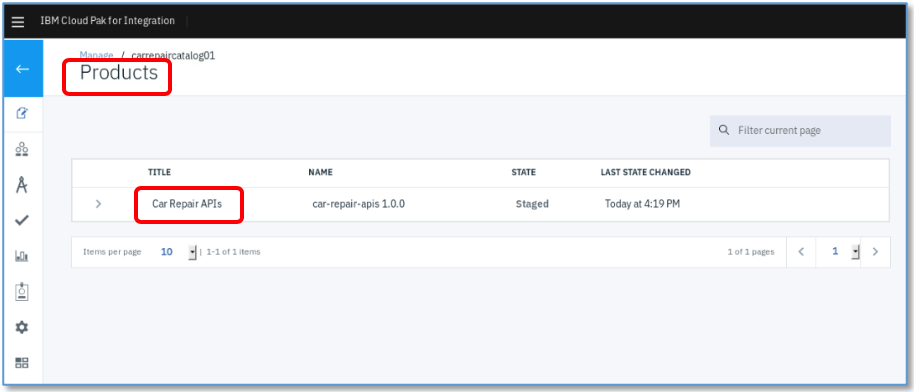 IBM Cloud Pak for Integration
Manage / carrepaircatalog01
Products
Filter current page
TITLE NAME STATE LAST STATE CHANGED
Car Repair APIs car-repair-apis 1.0.0 Staged Today at 4:19 PM
Items per page 10 | 1-1 of 1 items 1 of 1 pages 1